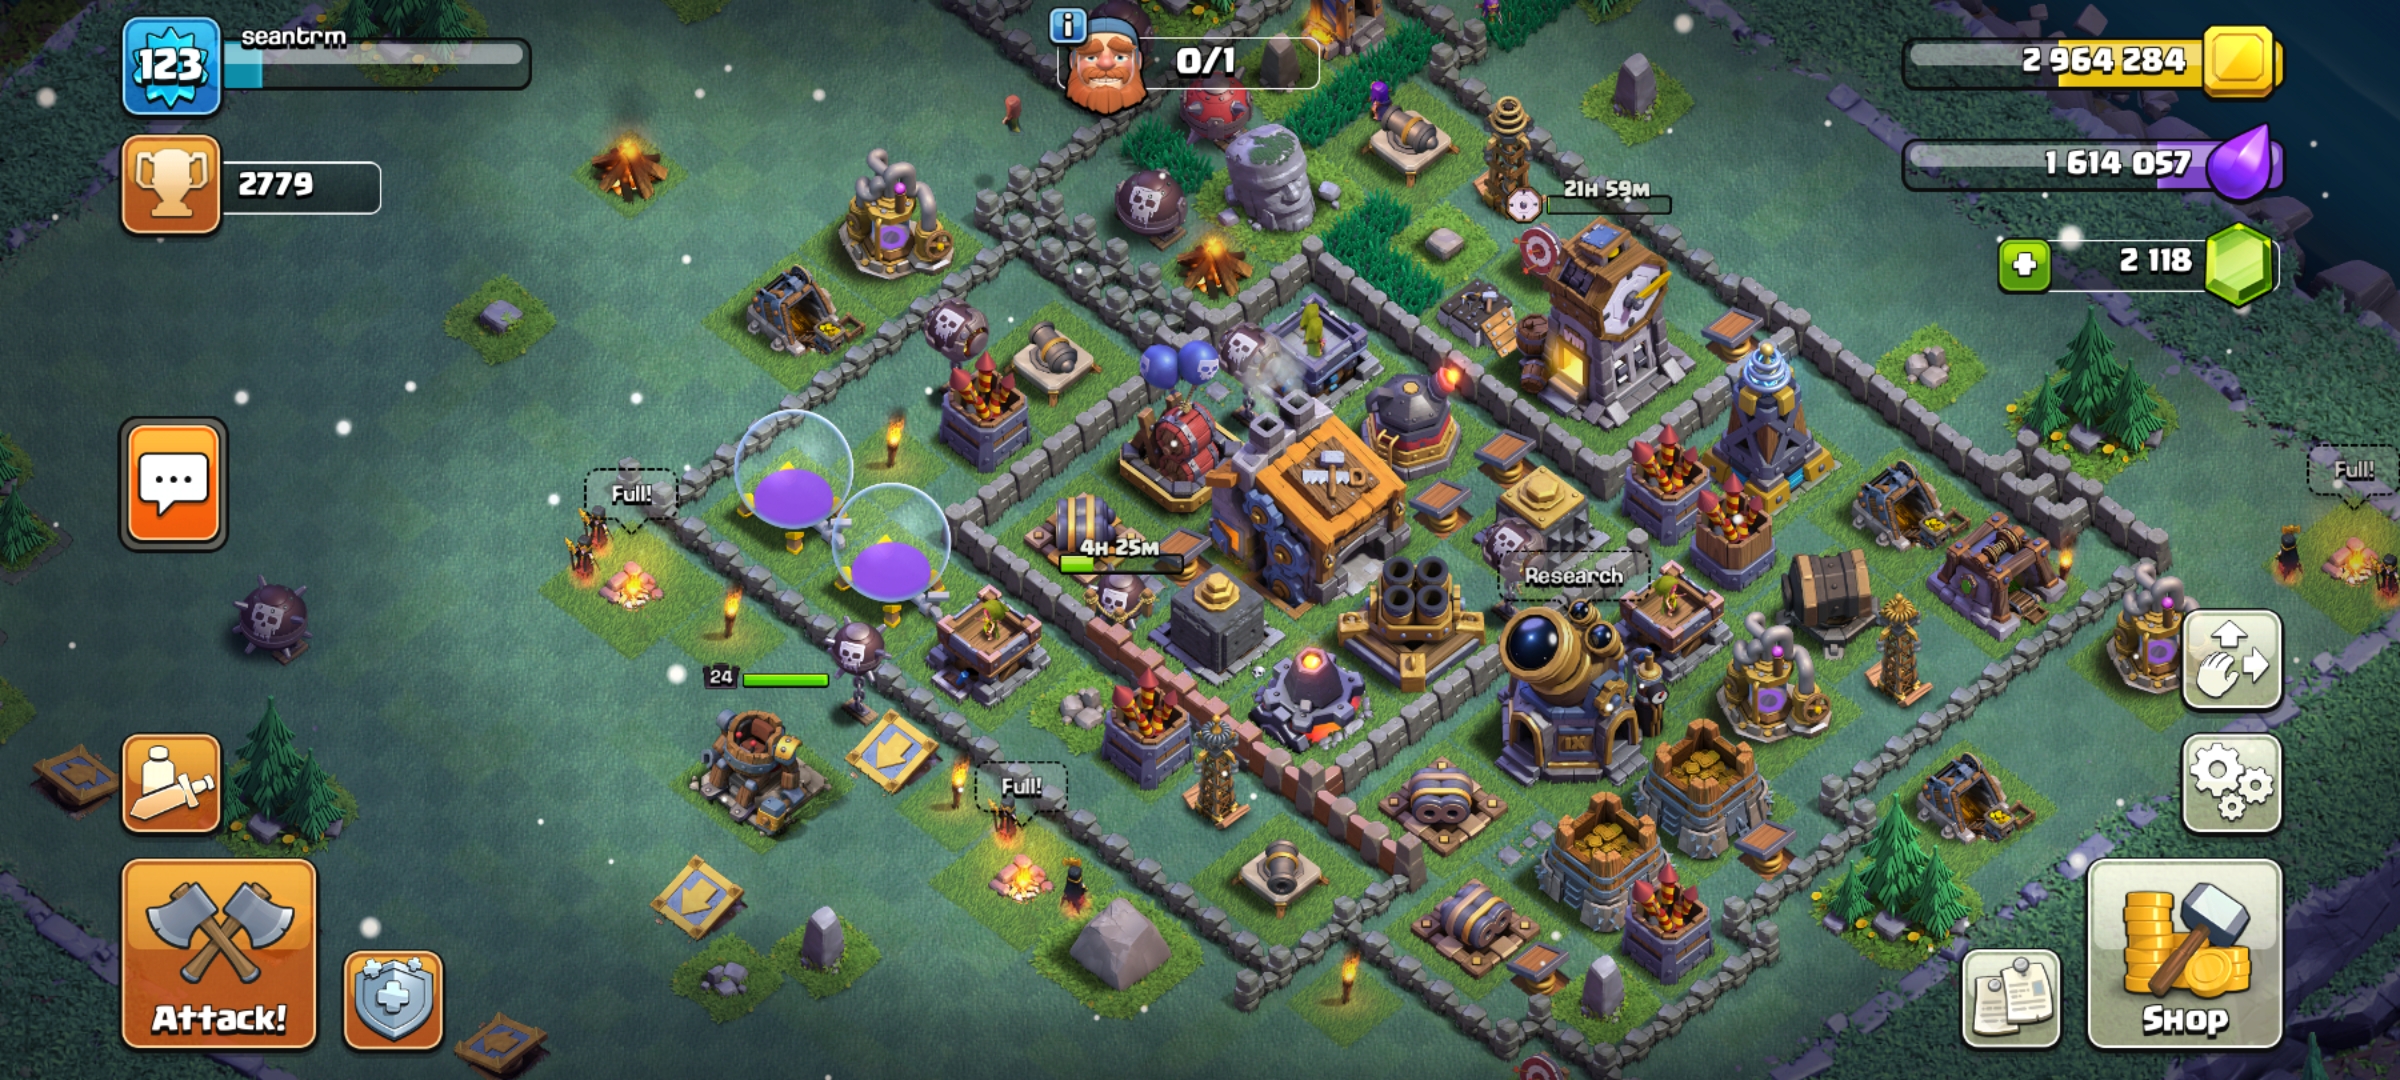 123
seantrm
0/1
2 964 284
2779
1 614 057
21H 59M
2 118
Full!
Full!
4H 25M
Research
24
Full!
IX
Attack!
Shop